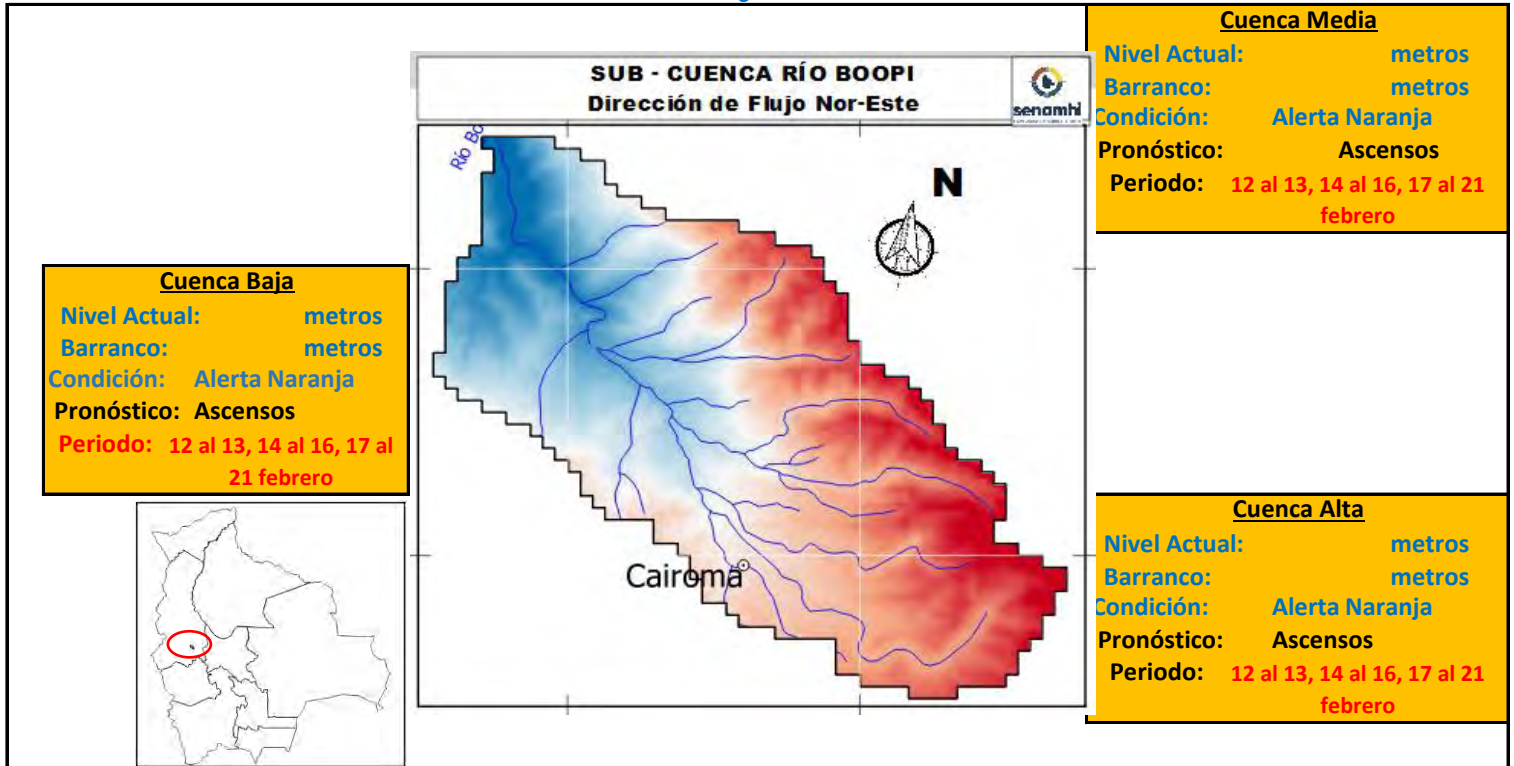 Cuenca Media
Nivel Actual: metros
Barranco: metros
Condición: Alerta Naranja
Pronóstico: Ascensos
Periodo: 12 al 13, 14 al 16, 17 al 21
febrero
SUB - CUENCA RÍO BOOPI
Dirección de Flujo Nor-Este
senamhi
Río Bo
N
Cuenca Baja
Nivel Actual: metros
Barranco: metros
Condición: Alerta Naranja
Pronóstico: Ascensos
Periodo: 12 al 13, 14 al 16, 17 al
21 febrero
Cairoma
Cuenca Alta
Nivel Actual: metros
Barranco: metros
Condición: Alerta Naranja
Pronóstico: Ascensos
Periodo: 12 al 13, 14 al 16, 17 al 21
febrero